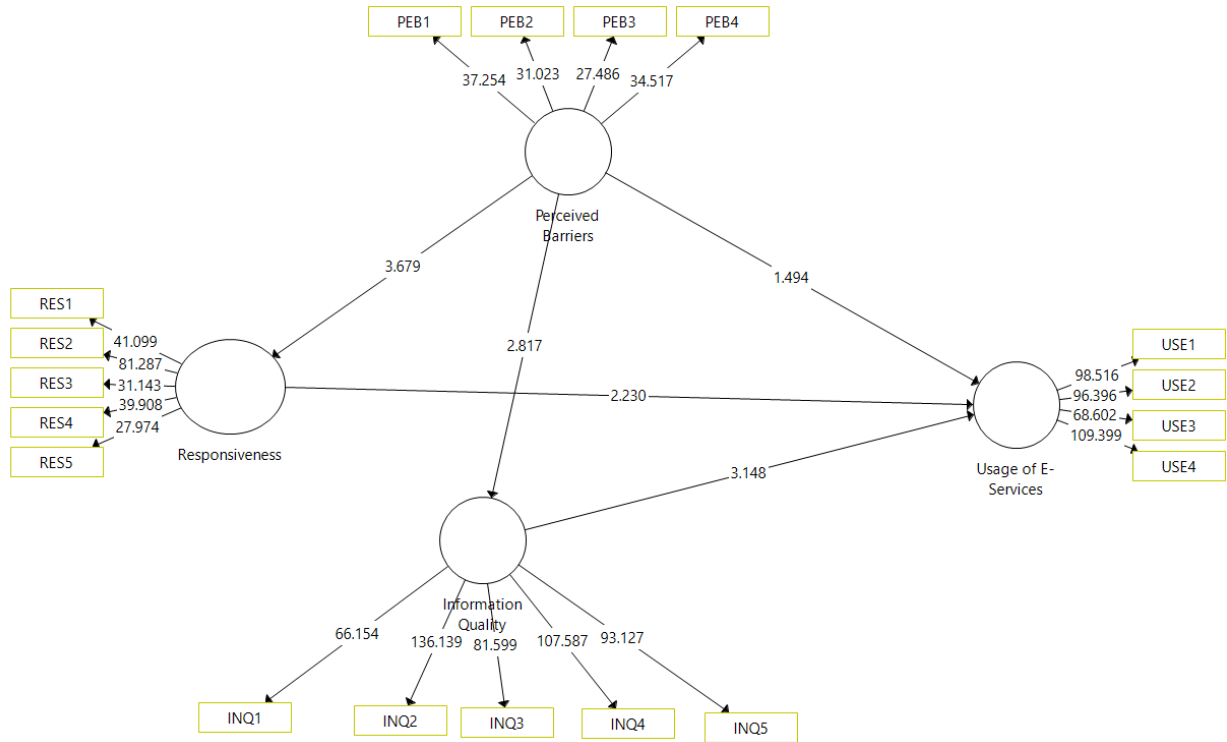 PEB1
PEB2
PEB3
PEB4
37.254
31.023
27.486
34.517
Perceived
Barriers
3.679
2.817
1.494
RES1
RES2
RES3
RES4
RES5
41.099
81.287
31.143
39.908
27.974
Responsiveness
2.230
3.148
USE1
USE2
USE3
USE4
98.516
96.396
68.602
109.399
Usage of E-
Services
Information
Quality
66.154
136.139
81.599
107.587
93.127
INQ1
INQ2
INQ3
INQ4
INQ5